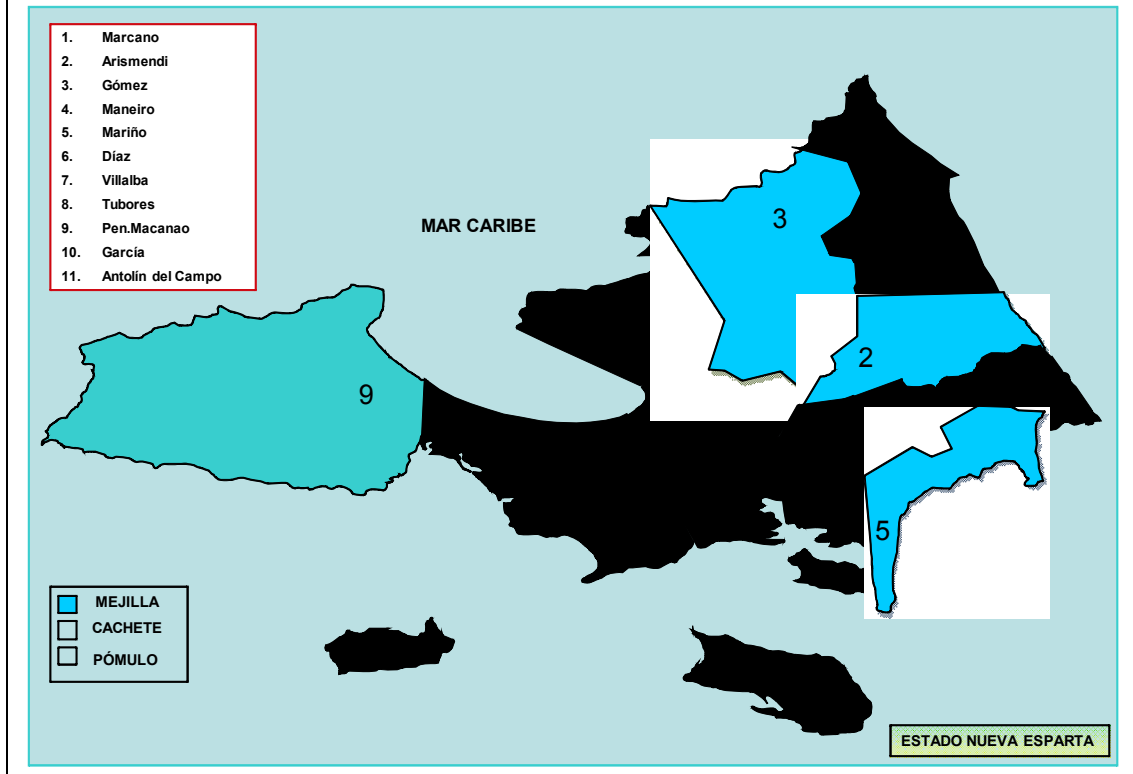 1. Marcano
2. Arismendi
3. Gómez
4. Maneiro
5. Mariño
6. Díaz
7. Villalba
8. Tubores
9. Pen.Macanao
10. García
11. Antolín del Campo
MAR CARIBE
3
2
9
5
MEJILLA
CACHETE
PÓMULO
ESTADO NUEVA ESPARTA